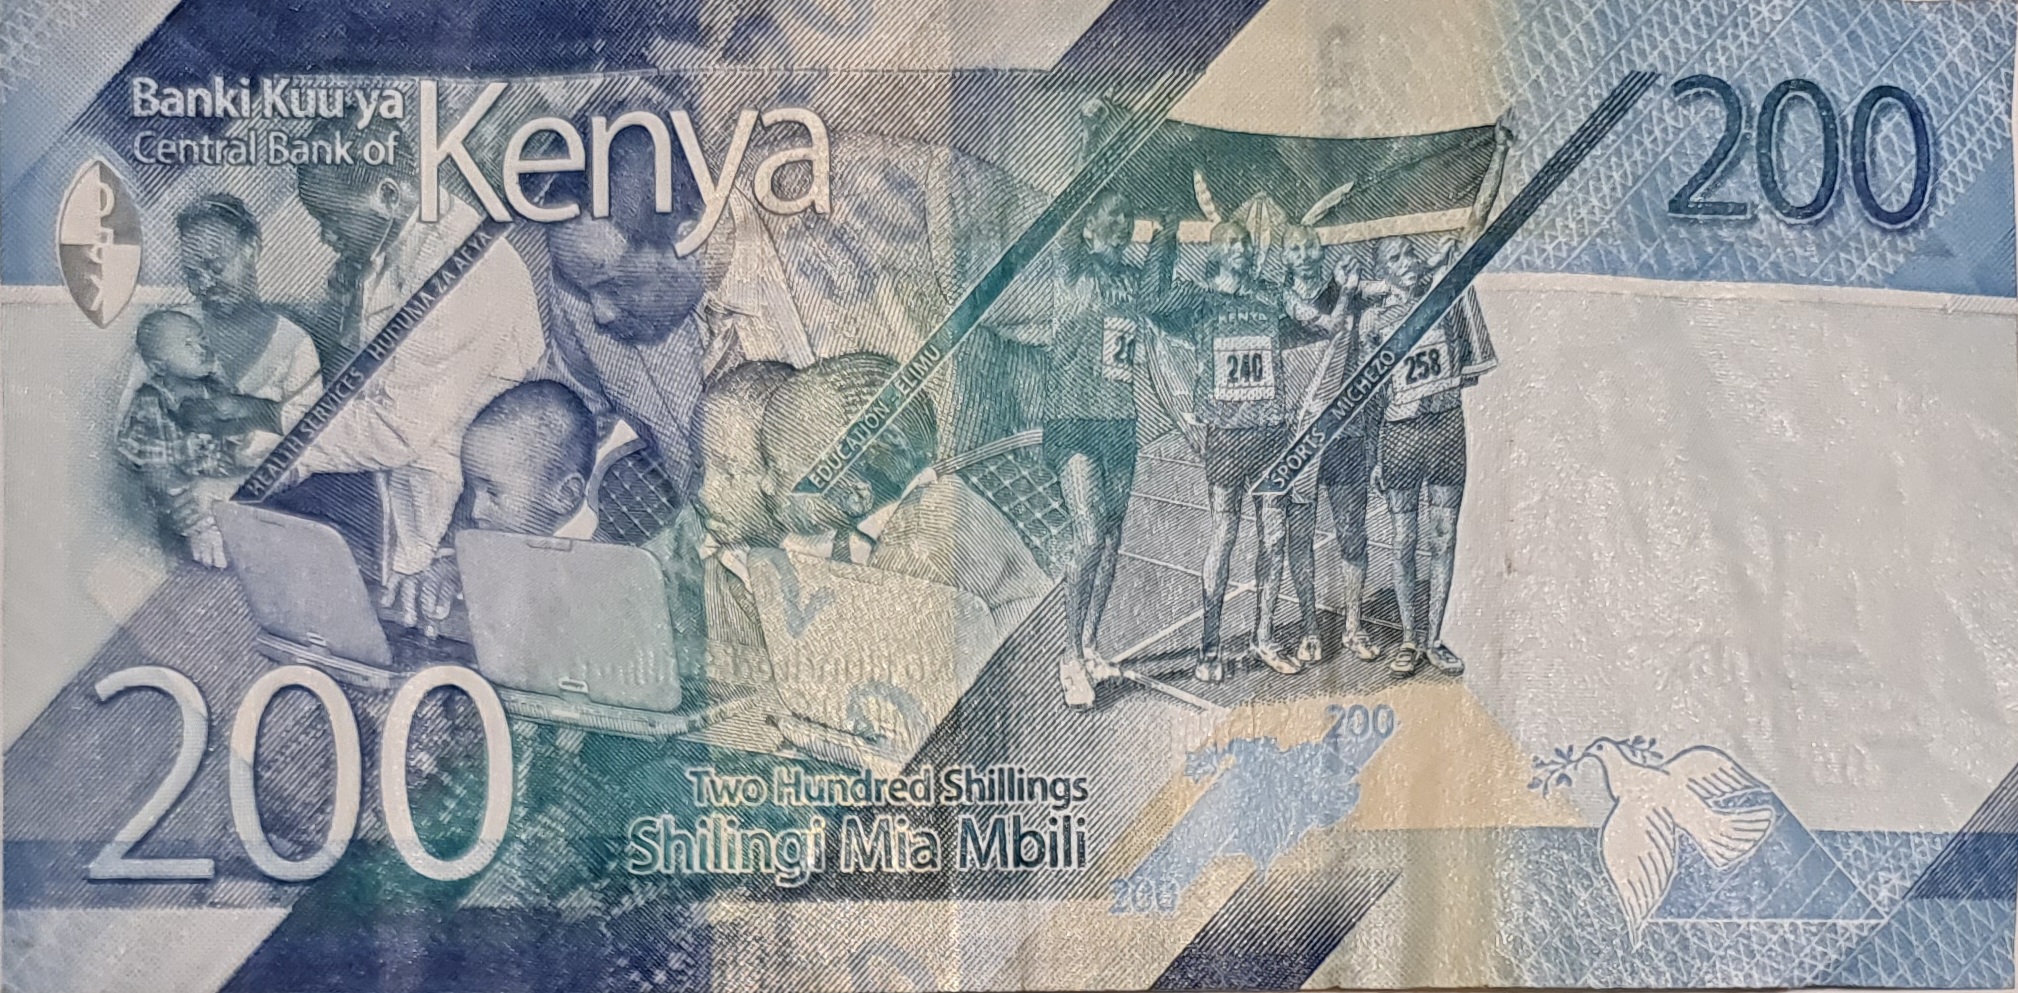 Banki Kuu ya
Central Bank of
Kenya
200
HEALTH SERVICES HUDUMA ZA AFYA
EDUCATION ELIMU
SPORTS MICHEZO
KENYA
240
258
200
Two Hundred Shillings
Shilingi Mia Mbili
200
200